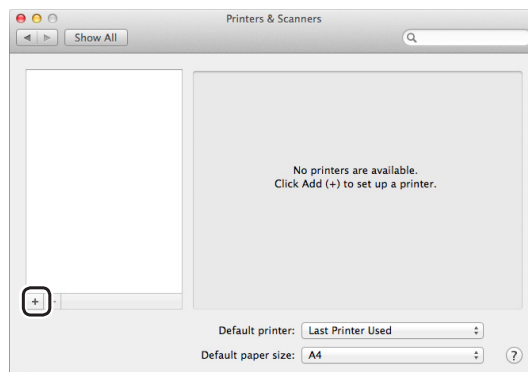 Printers & Scanners
Show All
No printers are available.
Click Add (+) to set up a printer.
+ -
Default printer: Last Printer Used
Default paper size: A4 ?